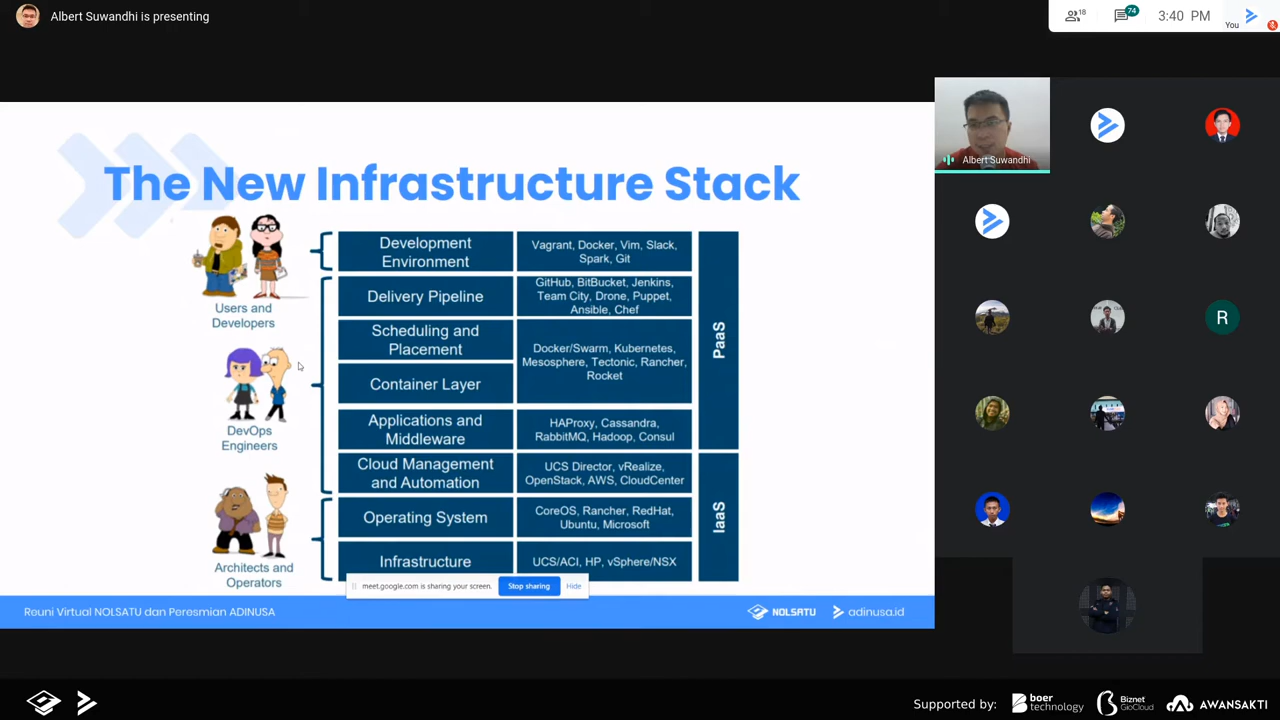 Albert Suwandhi is presenting
18
74
3:40 PM
You
The New Infrastructure Stack
Users and
Developers
DevOps
Engineers
Architects and
Operators
Development
Environment
Vagrant, Docker, Vim, Slack,
Spark, Git
Delivery Pipeline
GitHub, BitBucket, Jenkins,
Team City, Drone, Puppet,
Ansible, Chef
Scheduling and
Placement
Container Layer
Docker/Swarm, Kubernetes,
Mesosphere, Tectonic, Rancher,
Rocket
Applications and
Middleware
HAProxy, Cassandra,
RabbitMQ, Hadoop, Consul
Cloud Management
and Automation
UCS Director, vRealize,
OpenStack, AWS, CloudCenter
Operating System
CoreOS, Rancher, RedHat,
Ubuntu, Microsoft
Infrastructure
UCS/ACI, HP, vSphere/NSX
PaaS
IaaS
meet.google.com is sharing your screen.
Stop sharing
Hide
Reuni Virtual NOLSATU dan Peresmian ADINUSA
NOLSATU
adinusa.id
Albert Suwandhi
R
Supported by:
boer
technology
Biznet
GioCloud
AWANSAKTI